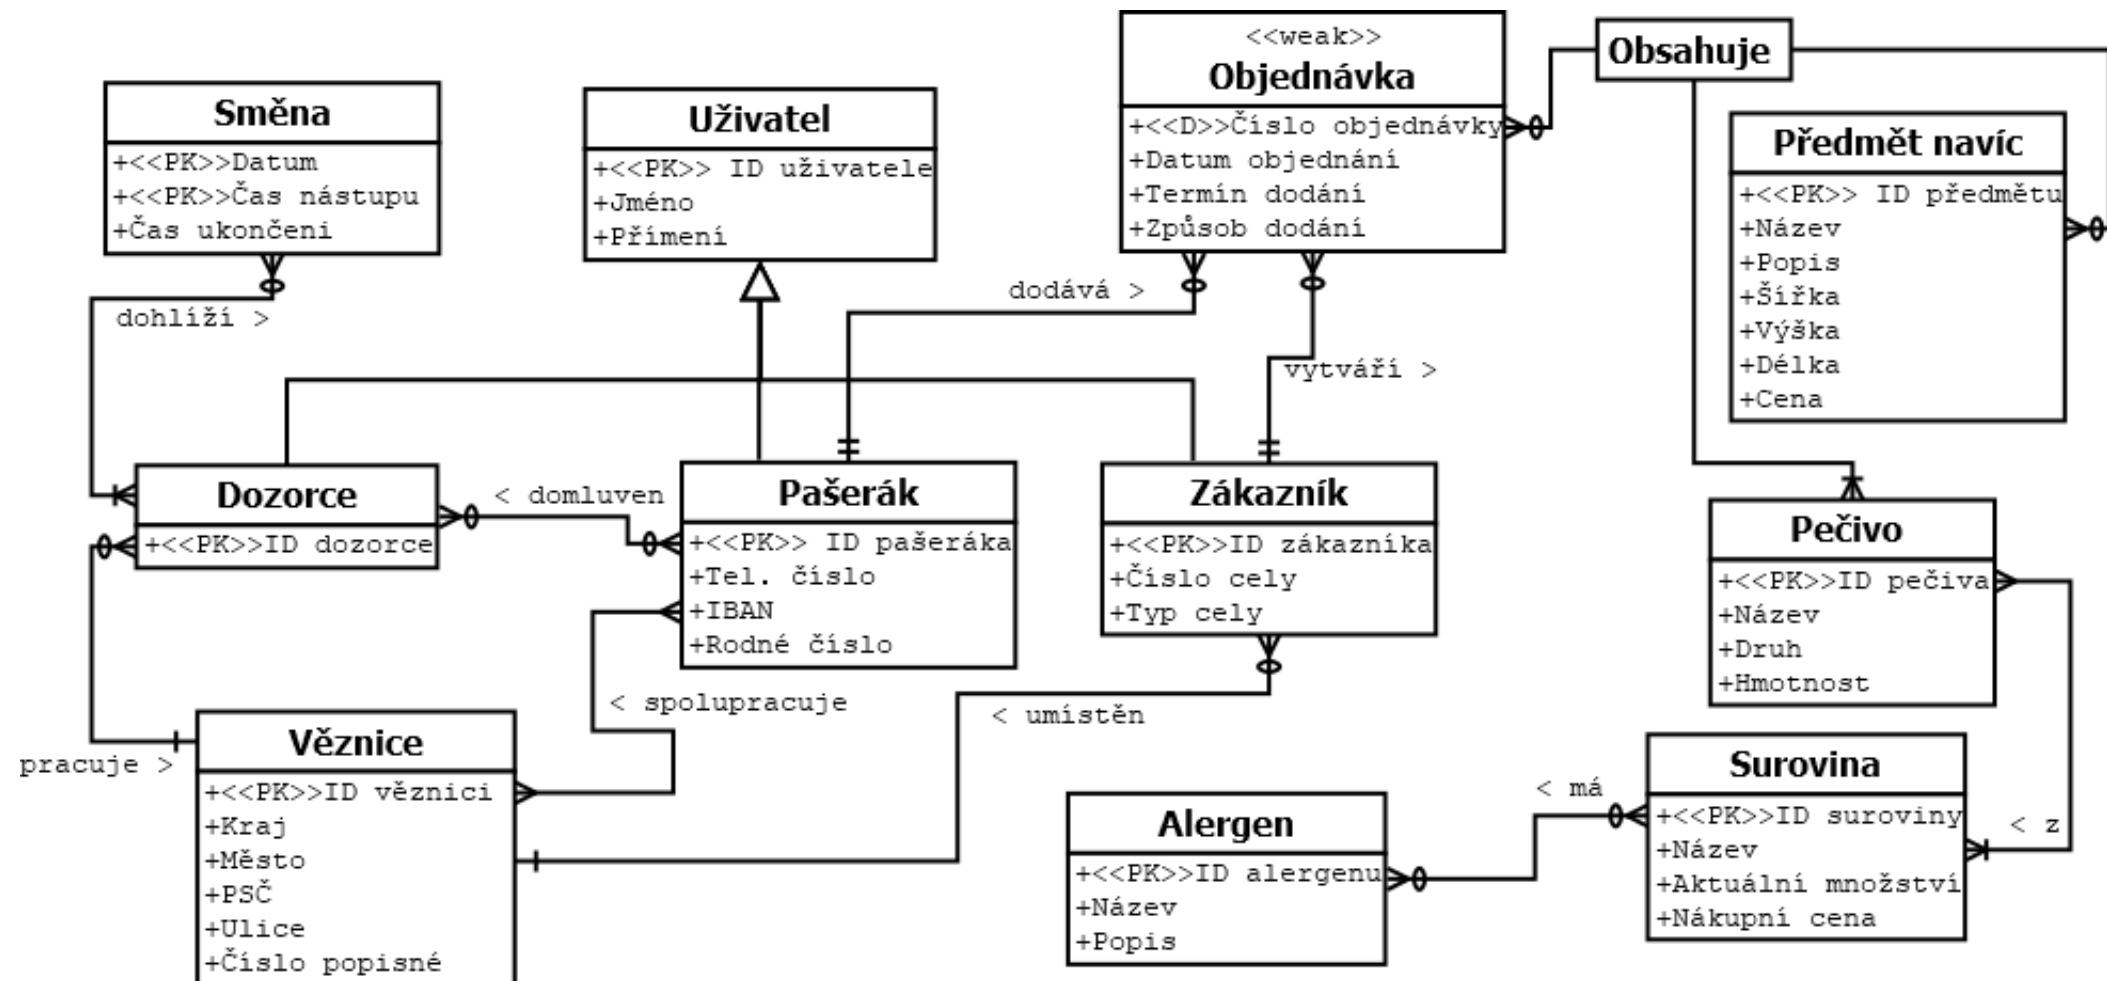 Směna
+<<PK>>Datum
+<<PK>>Čas nástupu
+Čas ukončeni
Uživatel
+<<PK>> ID uživatele
+Jméno
+Přímení
<<weak>>
Objednávka
+<<D>>Číslo objednávky
+Datum objednání
+Termín dodání
+Způsob dodání
Obsahuje
Předmět navíc
+<<PK>> ID předmětu
+Název
+Popis
+Šířka
+Výška
+Délka
+Cena
dohlíží >
dodává >
vytváří >
Dozorce
+<<PK>>ID dozorce
< domluven
Pašerák
+<<PK>> ID pašeráka
+Tel. číslo
+IBAN
+Rodné číslo
Zákazník
+<<PK>>ID zákazníka
+Číslo cely
+Typ cely
Pečivo
+<<PK>>ID pečiva
+Název
+Druh
+Hmotnost
< spolupracuje
< umístěn
pracuje >
Věznice
+<<PK>>ID věznici
+Kraj
+Město
+PSČ
+Ulice
+Číslo popisné
Alergen
+<<PK>>ID alergenu
+Název
+Popis
< má
Surovina
+<<PK>>ID suroviny
+Název
+Aktuální množství
+Nákupní cena
< z